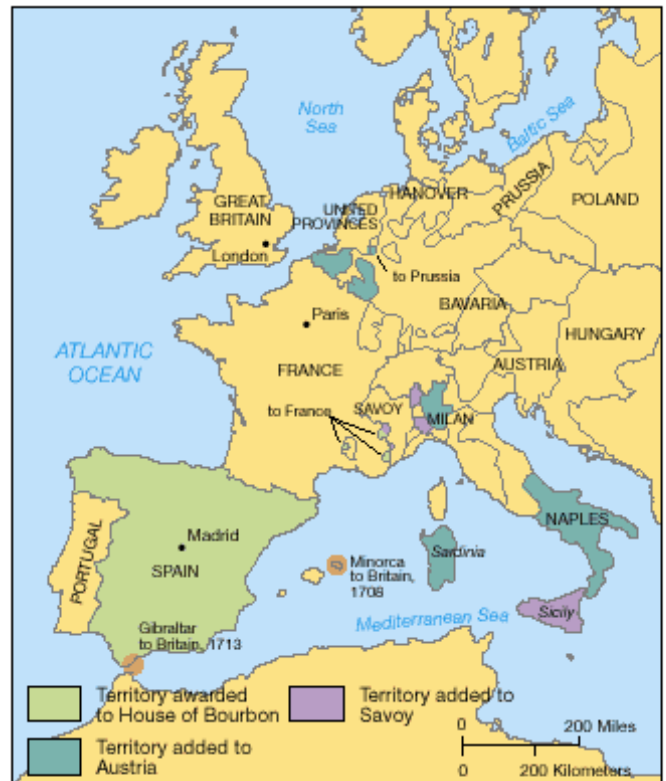 North
Sea
Baltic Sea
GREAT
BRITAIN
London
UNITED
PROVINCES
HANOVER
PRUSSIA
POLAND
to Prussia
Paris
BAVARIA
HUNGARY
ATLANTIC
OCEAN
FRANCE
AUSTRIA
to France
SAVOY
MILAN
PORTUGAL
Madrid
SPAIN
Minorca
to Britain,
1708
Sardinia
NAPLES
Sicily
Mediterranean Sea
Gibraltar
to Britain, 1713
Territory awarded
to House of Bourbon
Territory added to
Savoy
Territory added to
Austria
0 200 Miles
0 200 Kilometers